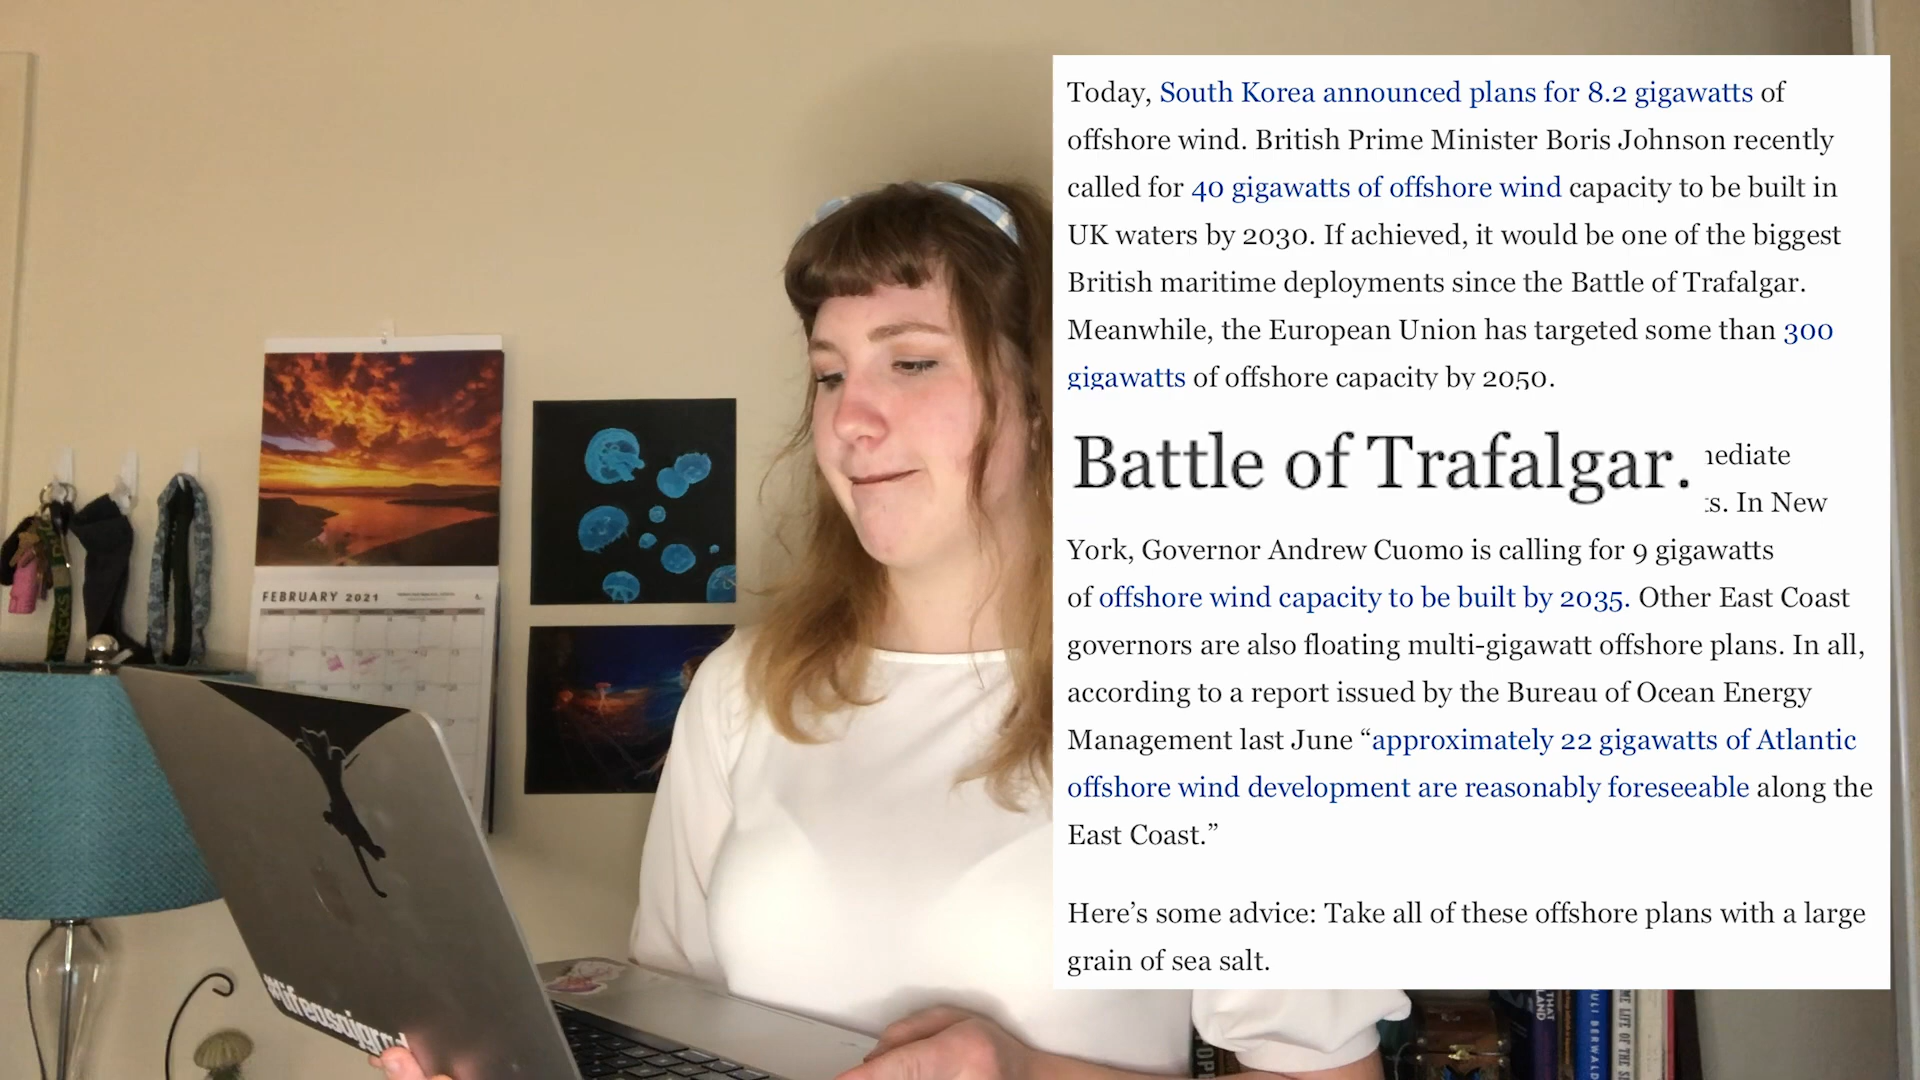 Today, South Korea announced plans for 8.2 gigawatts of
offshore wind. British Prime Minister Boris Johnson recently
called for 40 gigawatts of offshore wind capacity to be built in
UK waters by 2030. If achieved, it would be one of the biggest
British maritime deployments since the Battle of Trafalgar.
Meanwhile, the European Union has targeted some than 300
gigawatts of offshore capacity by 2050.
Battle of Trafalgar.
In New
York, Governor Andrew Cuomo is calling for 9 gigawatts
of offshore wind capacity to be built by 2035. Other East Coast
governors are also floating multi-gigawatt offshore plans. In all,
according to a report issued by the Bureau of Ocean Energy
Management last June “approximately 22 gigawatts of Atlantic
offshore wind development are reasonably foreseeable along the
East Coast.”
Here’s some advice: Take all of these offshore plans with a large
grain of sea salt.
FEBRUARY 2021
DUCKS